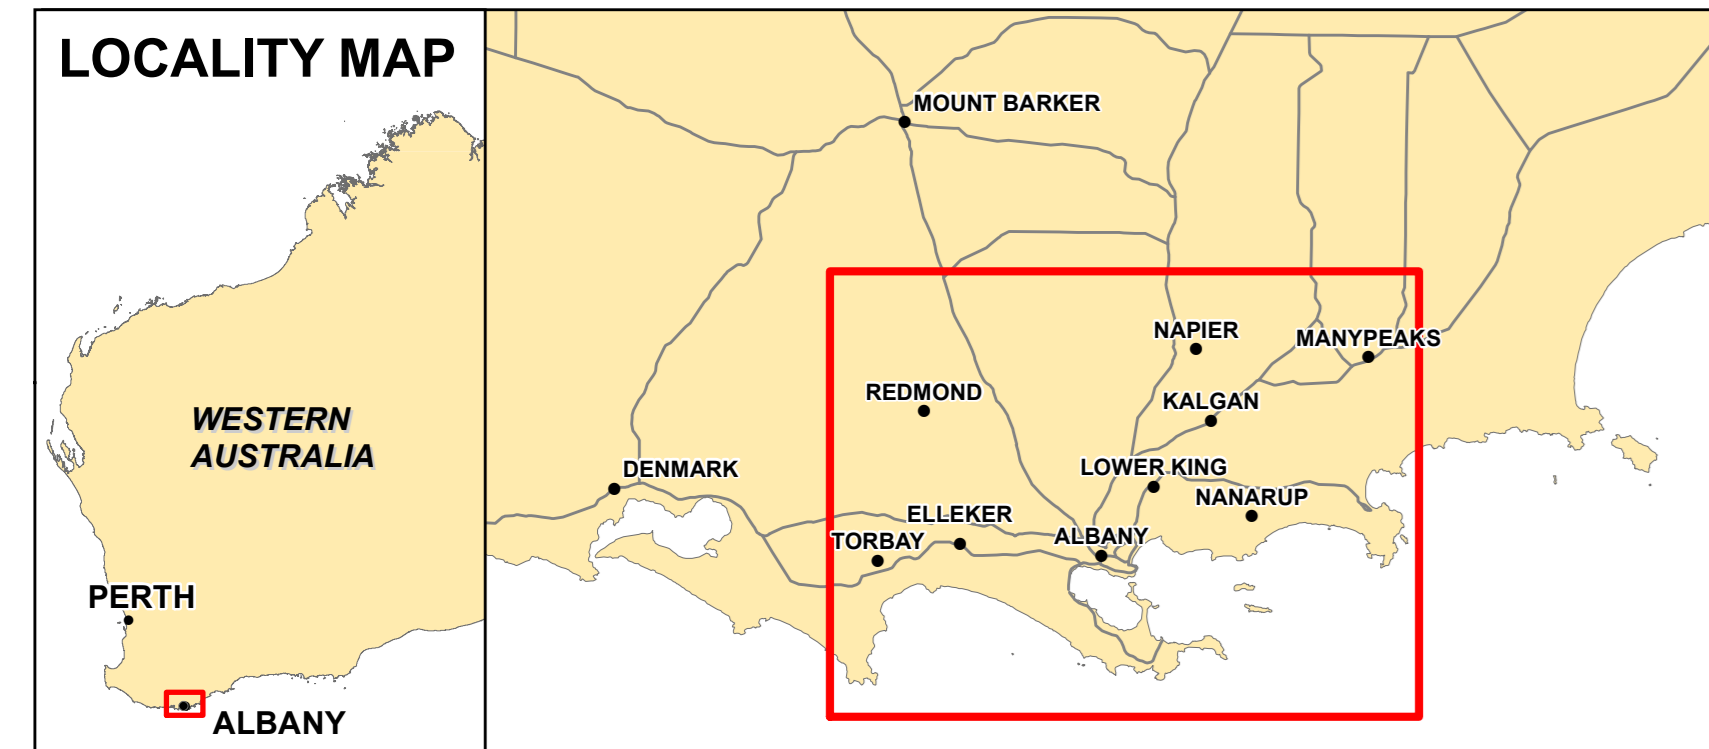 LOCALITY MAP
WESTERN
AUSTRALIA
PERTH
ALBANY
MOUNT BARKER
NAPIER
MANYPEAKS
REDMOND
KALGAN
DENMARK
LOWER KING
NANARUP
ELLEKER
TORBAY
ALBANY